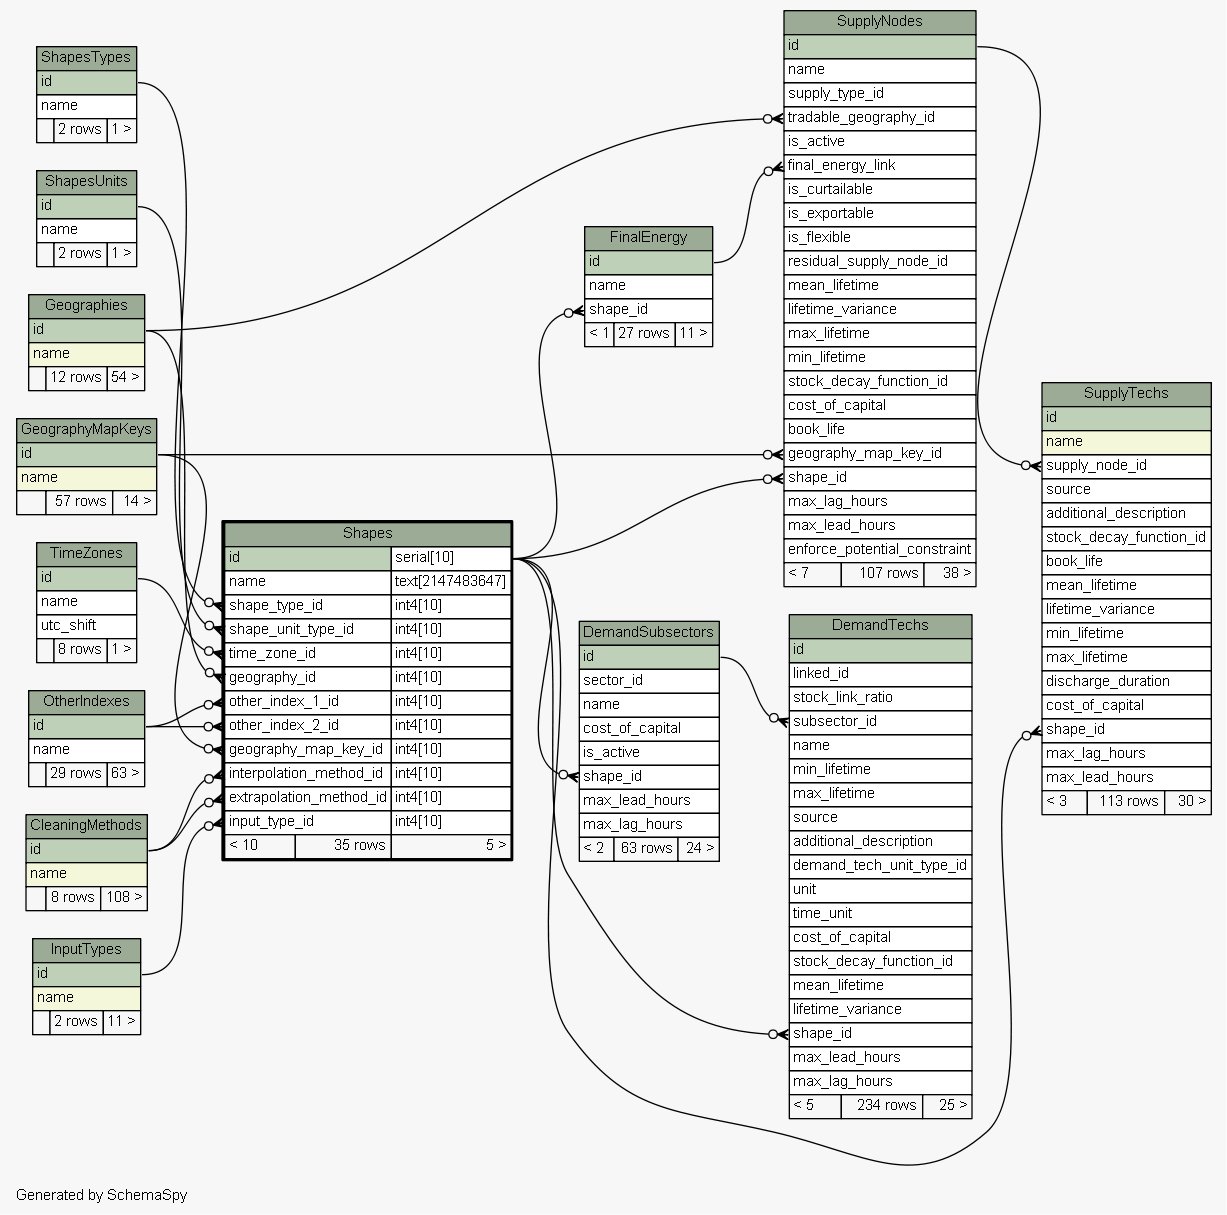 ShapesTypes
id
name
2 rows 1 >
ShapesUnits
id
name
2 rows 1 >
Geographies
id
name
12 rows 54 >
GeographyMapKeys
id
name
57 rows 14 >
TimeZones
id
name
utc_shift
8 rows 1 >
OtherIndexes
id
name
29 rows 63 >
CleaningMethods
id
name
8 rows 108 >
InputTypes
id
name
2 rows 11 >
Shapes
id serial[10]
name text[2147483647]
shape_type_id int4[10]
shape_unit_type_id int4[10]
time_zone_id int4[10]
geography_id int4[10]
other_index_1_id int4[10]
other_index_2_id int4[10]
geography_map_key_id int4[10]
interpolation_method_id int4[10]
extrapolation_method_id int4[10]
input_type_id int4[10]
< 10 35 rows 5 >
FinalEnergy
id
name
shape_id
< 1 27 rows 11 >
DemandSubsectors
id
sector_id
name
cost_of_capital
is_active
shape_id
max_lead_hours
max_lag_hours
< 2 63 rows 24 >
SupplyNodes
id
name
supply_type_id
tradable_geography_id
is_active
final_energy_link
is_curtailable
is_exportable
is_flexible
residual_supply_node_id
mean_lifetime
lifetime_variance
max_lifetime
min_lifetime
stock_decay_function_id
cost_of_capital
book_life
geography_map_key_id
shape_id
max_lag_hours
max_lead_hours
enforce_potential_constraint
< 7 107 rows 38 >
DemandTechs
id
linked_id
stock_link_ratio
subsector_id
name
min_lifetime
max_lifetime
source
additional_description
demand_tech_unit_type_id
unit
time_unit
cost_of_capital
stock_decay_function_id
mean_lifetime
lifetime_variance
shape_id
max_lead_hours
max_lag_hours
< 5 234 rows 25 >
SupplyTechs
id
name
supply_node_id
source
additional_description
stock_decay_function_id
book_life
mean_lifetime
lifetime_variance
min_lifetime
max_lifetime
discharge_duration
cost_of_capital
shape_id
max_lag_hours
max_lead_hours
< 3 113 rows 30 >
Generated by SchemaSpy